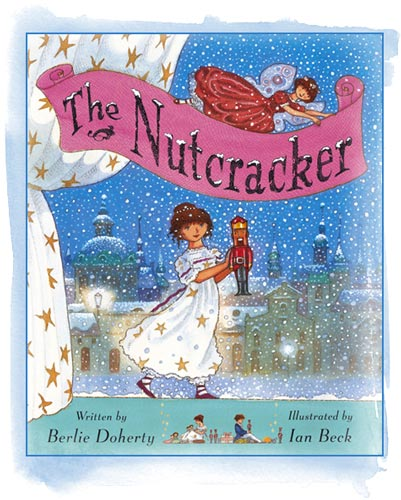 The Nutcracker
Written by
Berlie Doherty
Illustrated by
Ian Beck